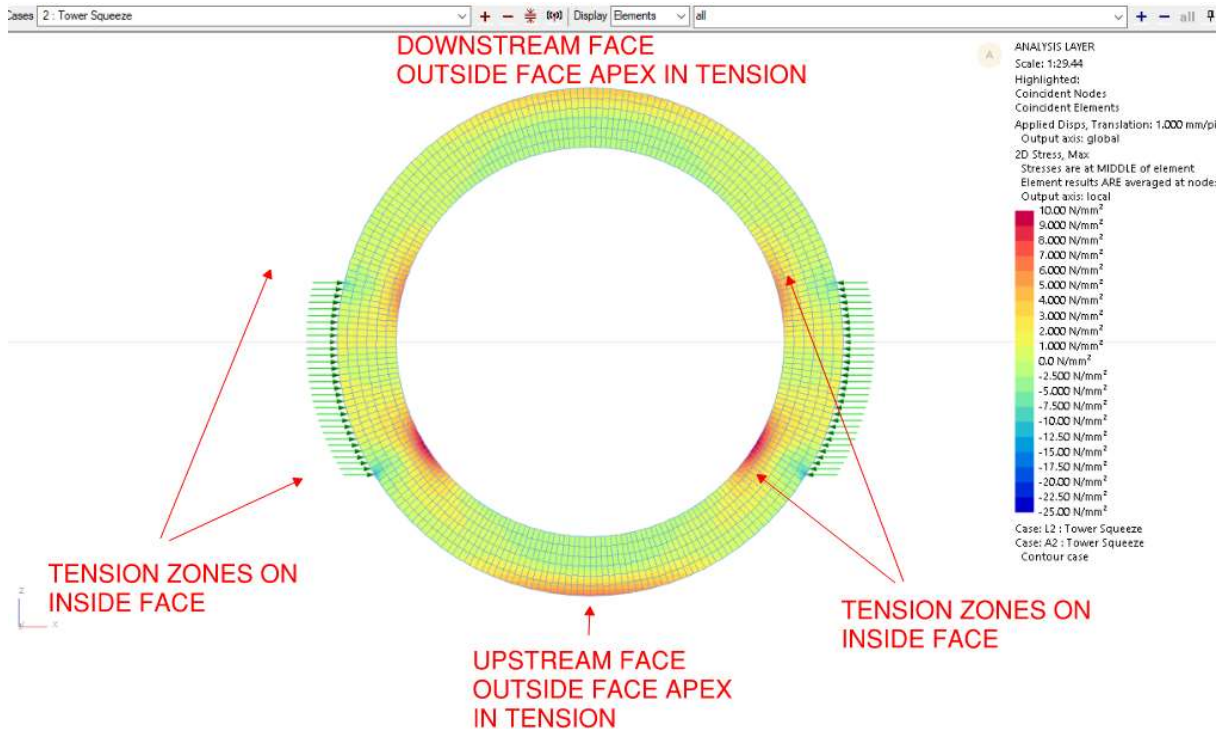 Cases 2 : Tower Squeeze Display Elements all all
DOWNSTREAM FACE
OUTSIDE FACE APEX IN TENSION
A
ANALYSIS LAYER
Scale: 1:29.44
Highlighted:
Coincident Nodes
Coincident Elements
Applied Disps, Translation: 1.000 mm/pi
Output axis: global
2D Stress, Max
Stresses are at MIDDLE of element
Element results ARE averaged at nodes
Output axis: local
10.00 N/mm²
9.000 N/mm²
8.000 N/mm²
7.000 N/mm²
6.000 N/mm²
5.000 N/mm²
4.000 N/mm²
3.000 N/mm²
2.000 N/mm²
1.000 N/mm²
0.0 N/mm²
-2.500 N/mm²
-5.000 N/mm²
-7.500 N/mm²
-10.00 N/mm²
-12.50 N/mm²
-15.00 N/mm²
-17.50 N/mm²
-20.00 N/mm²
-22.50 N/mm²
-25.00 N/mm²
Case: L2 : Tower Squeeze
Case: A2 : Tower Squeeze
Contour case
TENSION ZONES ON
INSIDE FACE
z
x
TENSION ZONES ON
INSIDE FACE
UPSTREAM FACE
OUTSIDE FACE APEX
IN TENSION